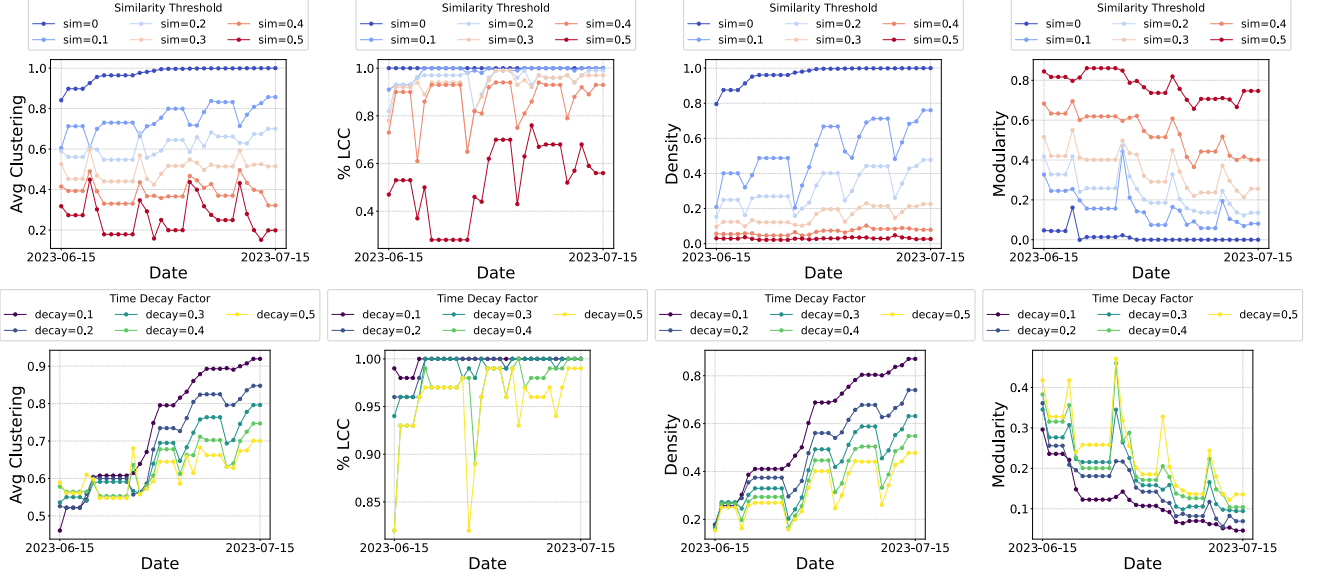 Similarity Threshold
sim=0 sim=0.2 sim=0.4
sim=0.1 sim=0.3 sim=0.5
1.0
0.8
0.6
0.4
0.2
Avg Clustering
2023-06-15 2023-07-15
Date
Similarity Threshold
sim=0 sim=0.2 sim=0.4
sim=0.1 sim=0.3 sim=0.5
1.0
0.8
0.6
0.4
% LCC
2023-06-15 2023-07-15
Date
Similarity Threshold
sim=0 sim=0.2 sim=0.4
sim=0.1 sim=0.3 sim=0.5
1.0
0.8
0.6
0.4
0.2
0.0
Density
2023-06-15 2023-07-15
Date
Similarity Threshold
sim=0 sim=0.2 sim=0.4
sim=0.1 sim=0.3 sim=0.5
0.8
0.6
0.4
0.2
0.0
Modularity
2023-06-15 2023-07-15
Date
Time Decay Factor
decay=0.1 decay=0.3 decay=0.5
decay=0.2 decay=0.4
0.9
0.8
0.7
0.6
0.5
Avg Clustering
2023-06-15 2023-07-15
Date
Time Decay Factor
decay=0.1 decay=0.3 decay=0.5
decay=0.2 decay=0.4
1.00
0.95
0.90
0.85
% LCC
2023-06-15 2023-07-15
Date
Time Decay Factor
decay=0.1 decay=0.3 decay=0.5
decay=0.2 decay=0.4
0.8
0.6
0.4
0.2
Density
2023-06-15 2023-07-15
Date
Time Decay Factor
decay=0.1 decay=0.3 decay=0.5
decay=0.2 decay=0.4
0.4
0.3
0.2
0.1
Modularity
2023-06-15 2023-07-15
Date